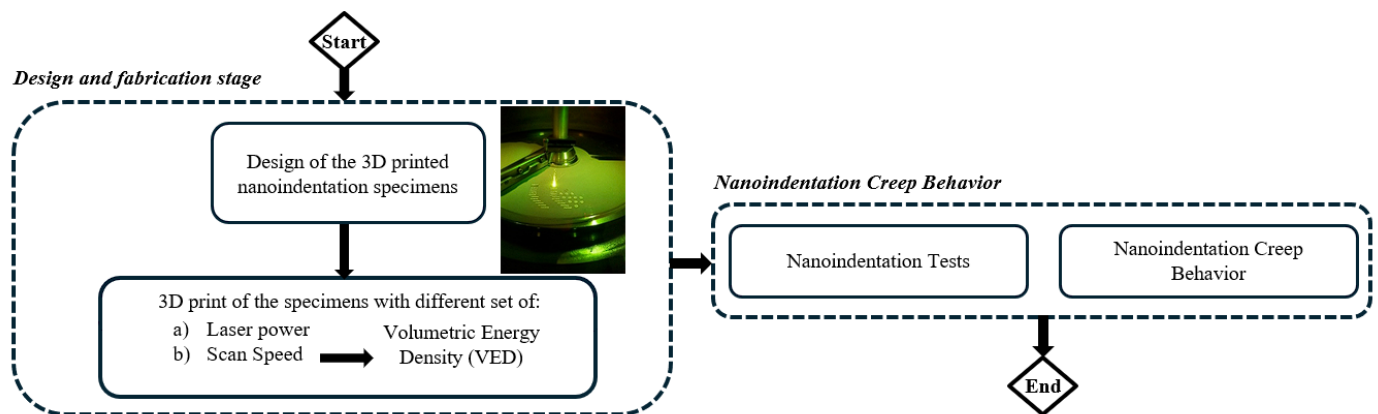 Start
Design and fabrication stage
Design of the 3D printed
nanoindentation specimens
3D print of the specimens with different set of:
a) Laser power
b) Scan Speed
Volumetric Energy
Density (VED)
Nanoindentation Creep Behavior
Nanoindentation Tests
Nanoindentation Creep
Behavior
End